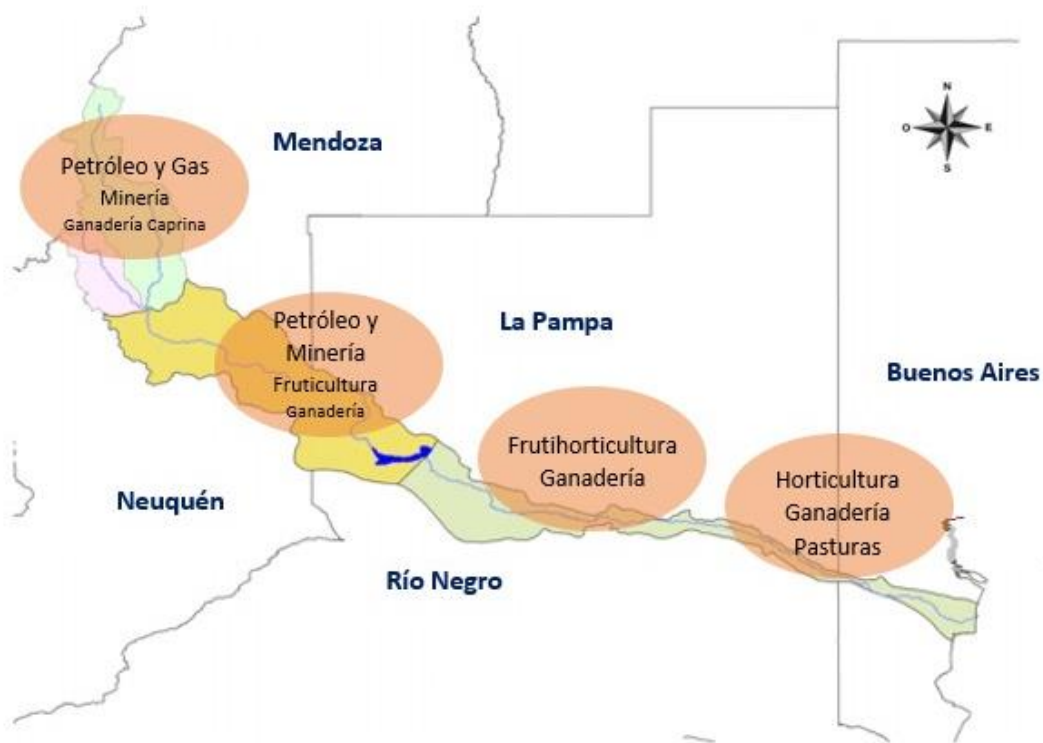 N
O
E
S
Mendoza
Petróleo y Gas
Minería
Ganadería Caprina
La Pampa
Petróleo y
Minería
Fruticultura
Ganadería
Buenos Aires
Frutihorticultura
Ganadería
Horticultura
Ganadería
Pasturas
Neuquén
Río Negro